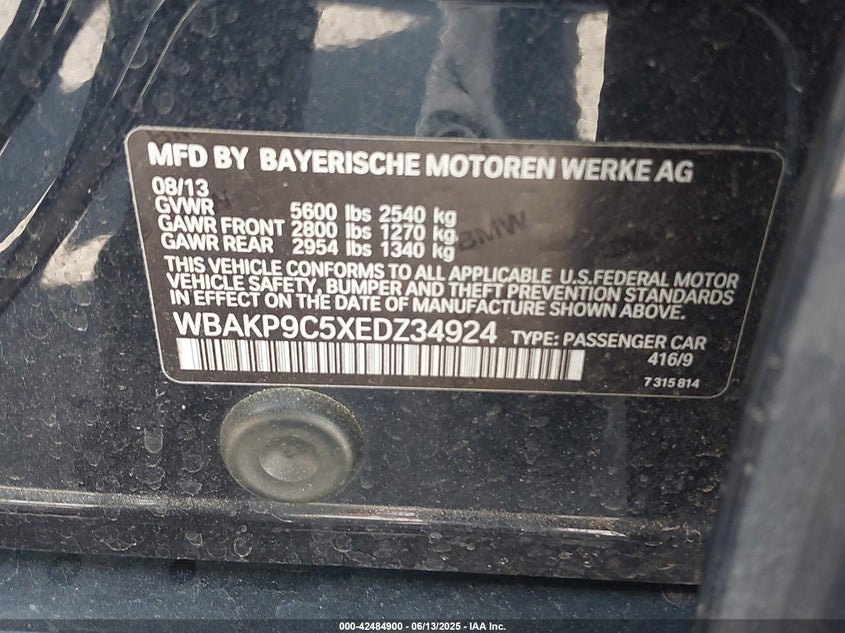 MFD BY BAYERISCHE MOTOREN WERKE AG
08/13
GVWR 5600 lbs 2540 kg
GAWR FRONT 2800 lbs 1270 kg
GAWR REAR 2954 lbs 1340 kg
BMW
THIS VEHICLE CONFORMS TO ALL APPLICABLE U.S.FEDERAL MOTOR
VEHICLE SAFETY, BUMPER AND THEFT PREVENTION STANDARDS
IN EFFECT ON THE DATE OF MANUFACTURE SHOWN ABOVE.
WBAKP9C5XEDZ34924 TYPE: PASSENGER CAR
416/9
7 315 814
000-42484900 - 06/13/2025 - IAA Inc.